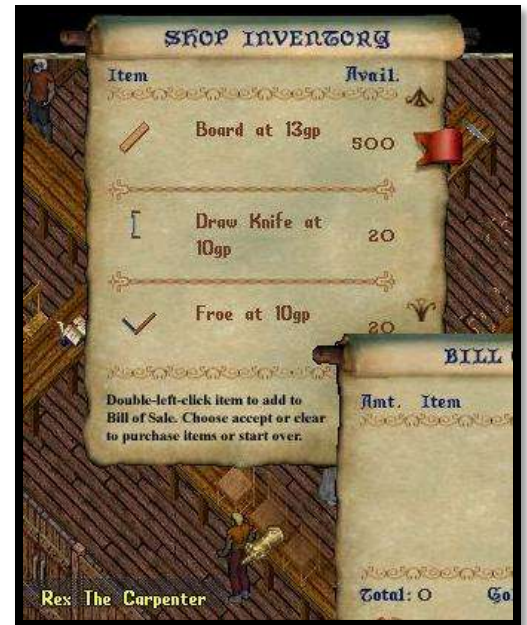 SHOP INVENTORY
Item Avail.
Board at 13gp 500
Draw Knife at
10gp
20
Froe at 10gp 20
Double-left-click item to add to
Bill of Sale. Choose accept or clear
to purchase items or start over.
BILL
Amt. Item
Total: 0 Go
Rex The Carpenter